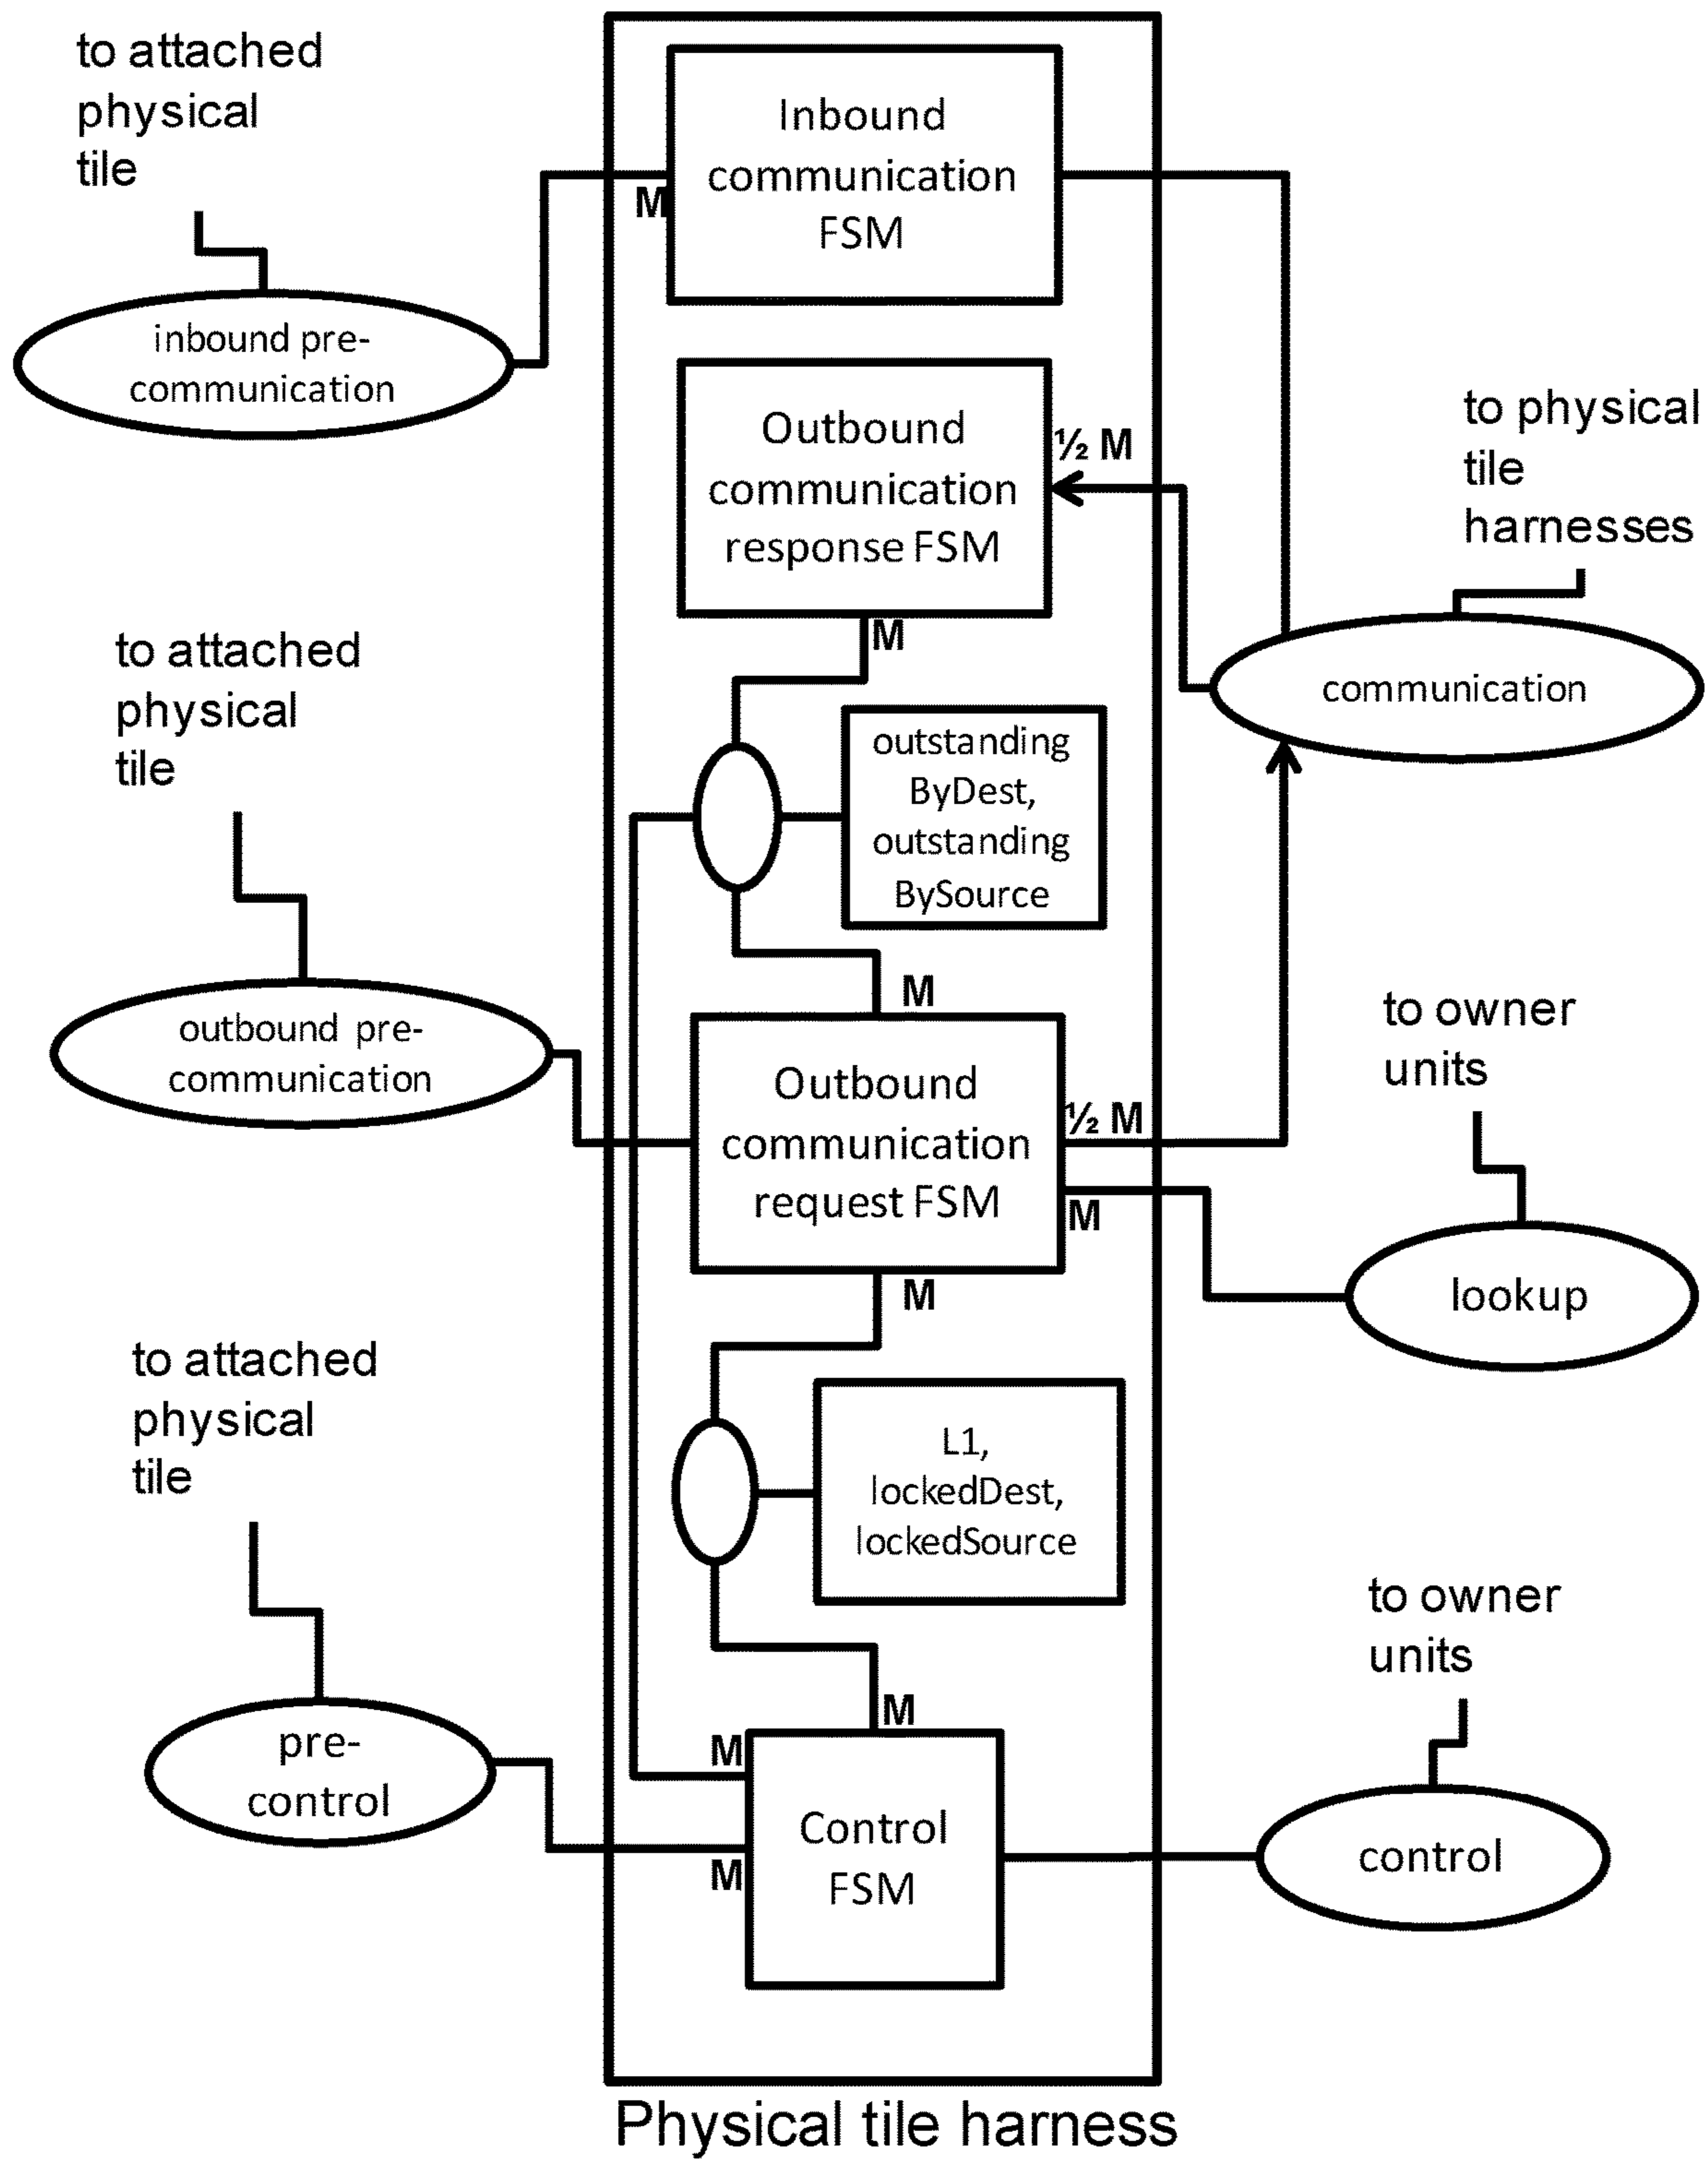 to attached
physical
tile
Inbound
communication
FSM
M
inbound pre-
communication
Outbound
communication
response FSM
½ M
M
to physical
tile
harnesses
communication
to attached
physical
tile
outstanding
ByDest,
outstanding
BySource
M
outbound pre-
communication
Outbound
communication
request FSM
½ M
M
M
to owner
units
lookup
to attached
physical
tile
L1,
lockedDest,
lockedSource
to owner
units
M
M
M
pre-
control
Control
FSM
control
Physical tile harness